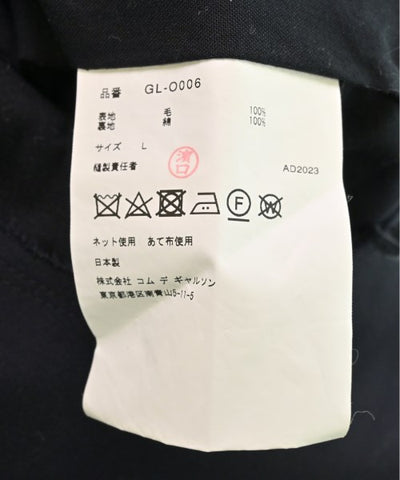 品番 GL-O006
表地 毛 100%
裏地 綿 100%
サイズ L
縫製責任者 濱口 AD2023
F W
ネット使用 あて布使用
日本製
株式会社 コム デ ギャルソン
東京都港区南青山5-11-5